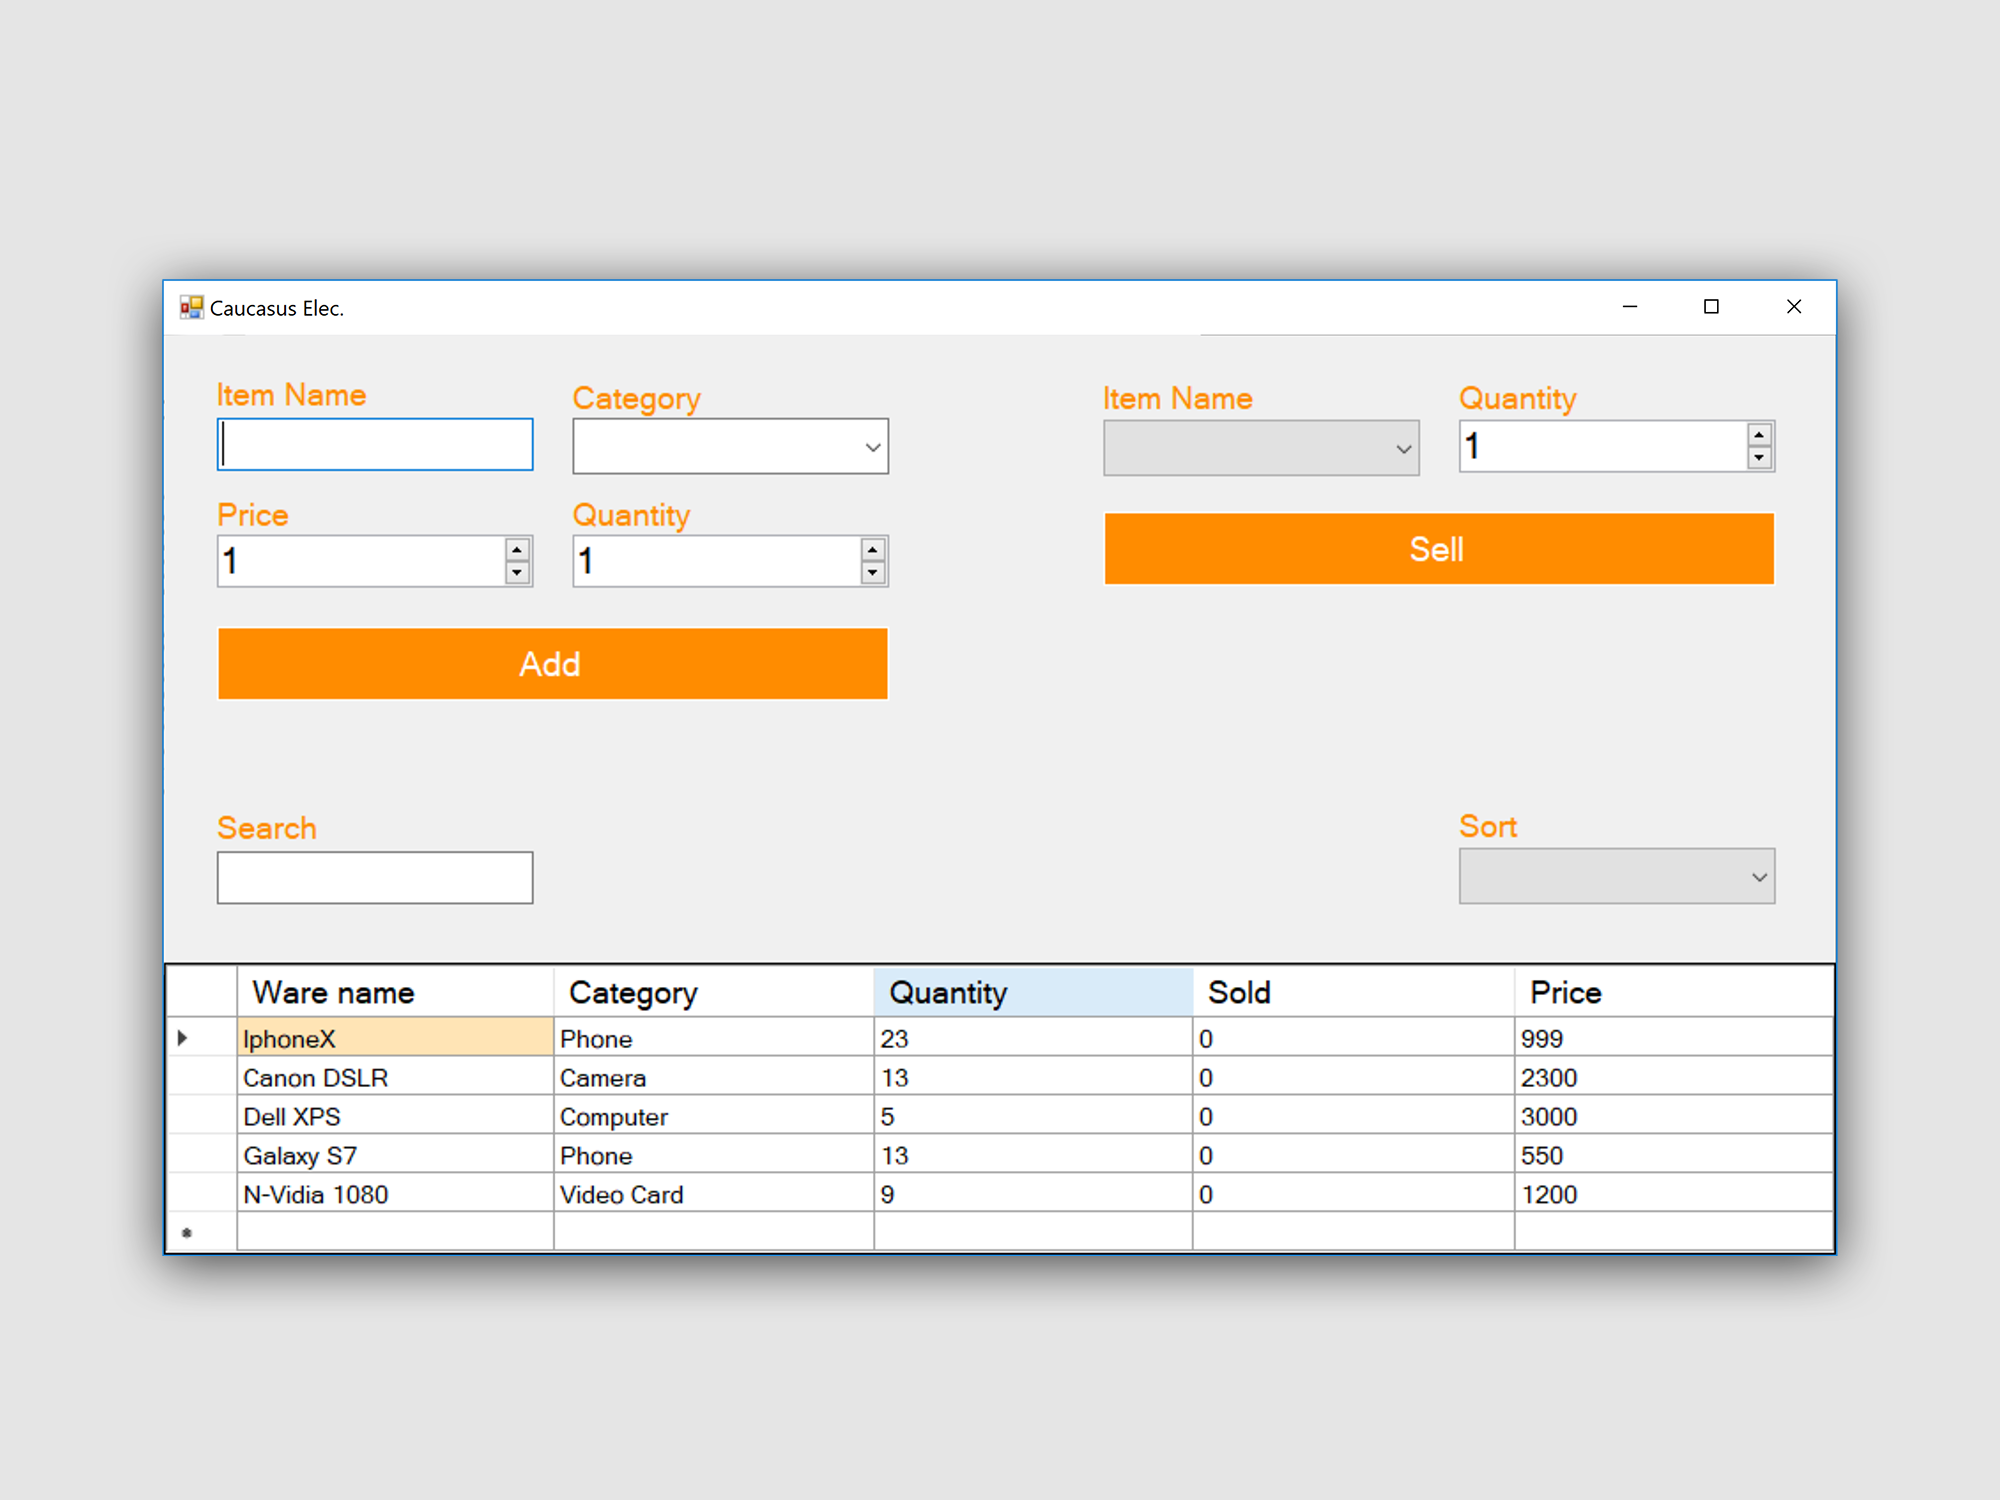 Caucasus Elec.
Item Name
Category
Item Name
Quantity
1
Price
Quantity
1
1
Sell
Add
Search
Sort
Ware name Category Quantity Sold Price
IphoneX Phone 23 0 999
Canon DSLR Camera 13 0 2300
Dell XPS Computer 5 0 3000
Galaxy S7 Phone 13 0 550
N-Vidia 1080 Video Card 9 0 1200